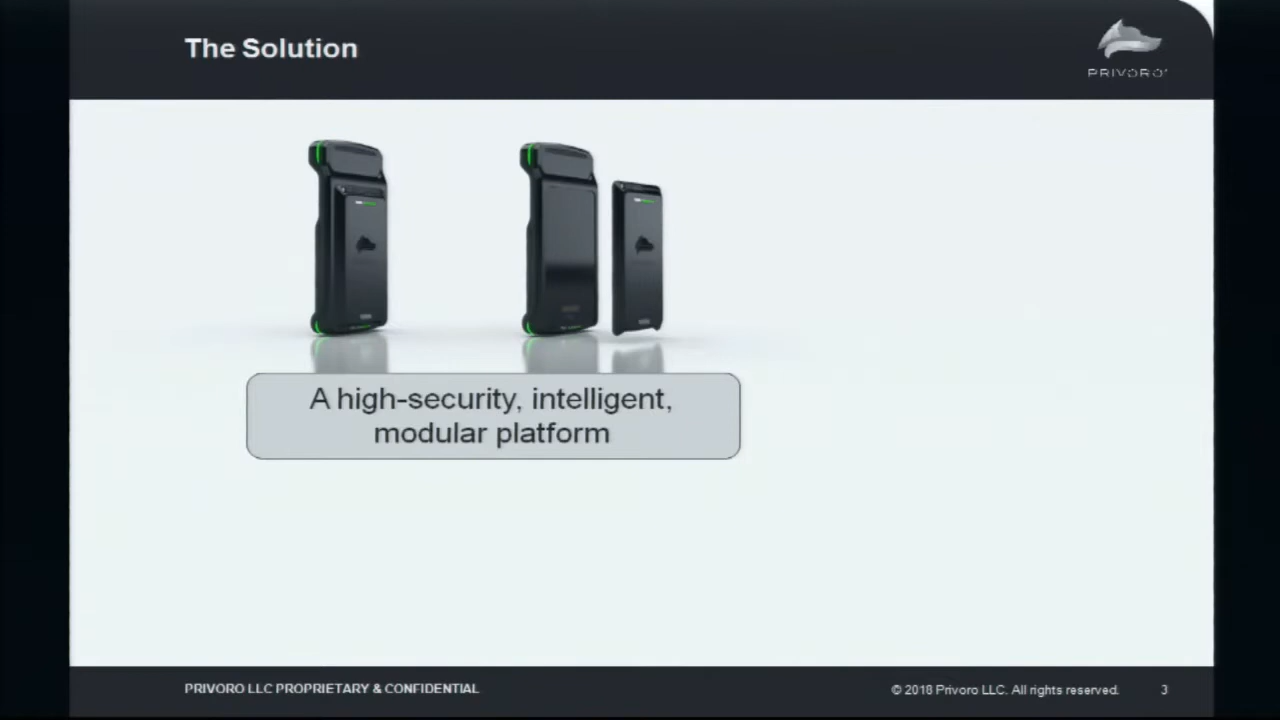 The Solution
PRIVORO
A high-security, intelligent,
modular platform
PRIVORO LLC PROPRIETARY & CONFIDENTIAL
© 2018 Privoro LLC. All rights reserved.
3